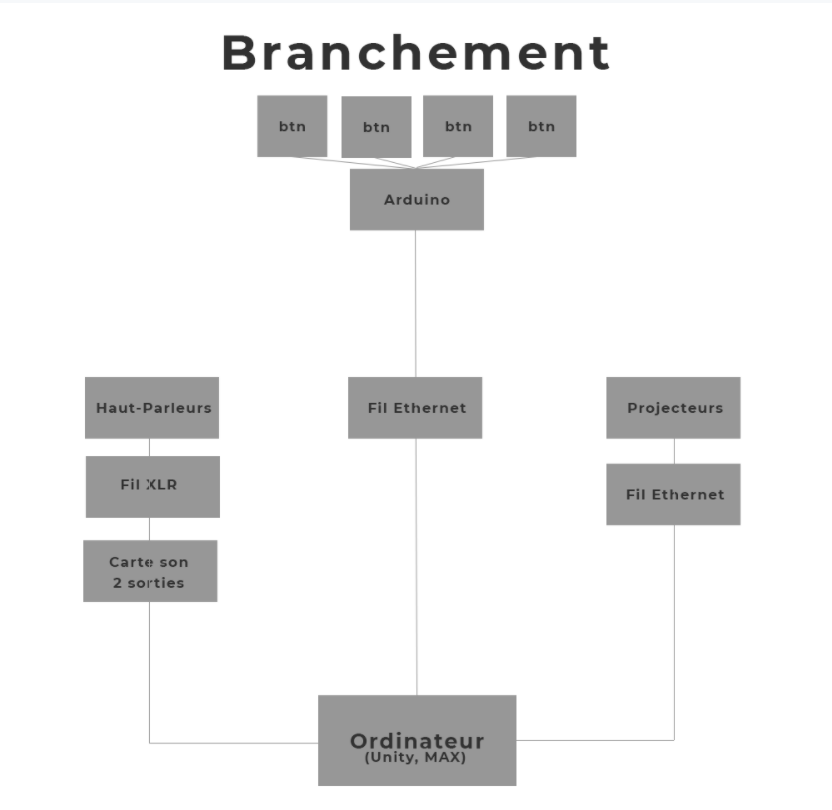 Branchement
btn
btn
btn
btn
Arduino
Haut-Parleurs
Fil Ethernet
Projecteurs
Fil XLR
Fil Ethernet
Carte son
2 sorties
Ordinateur
(Unity, MAX)